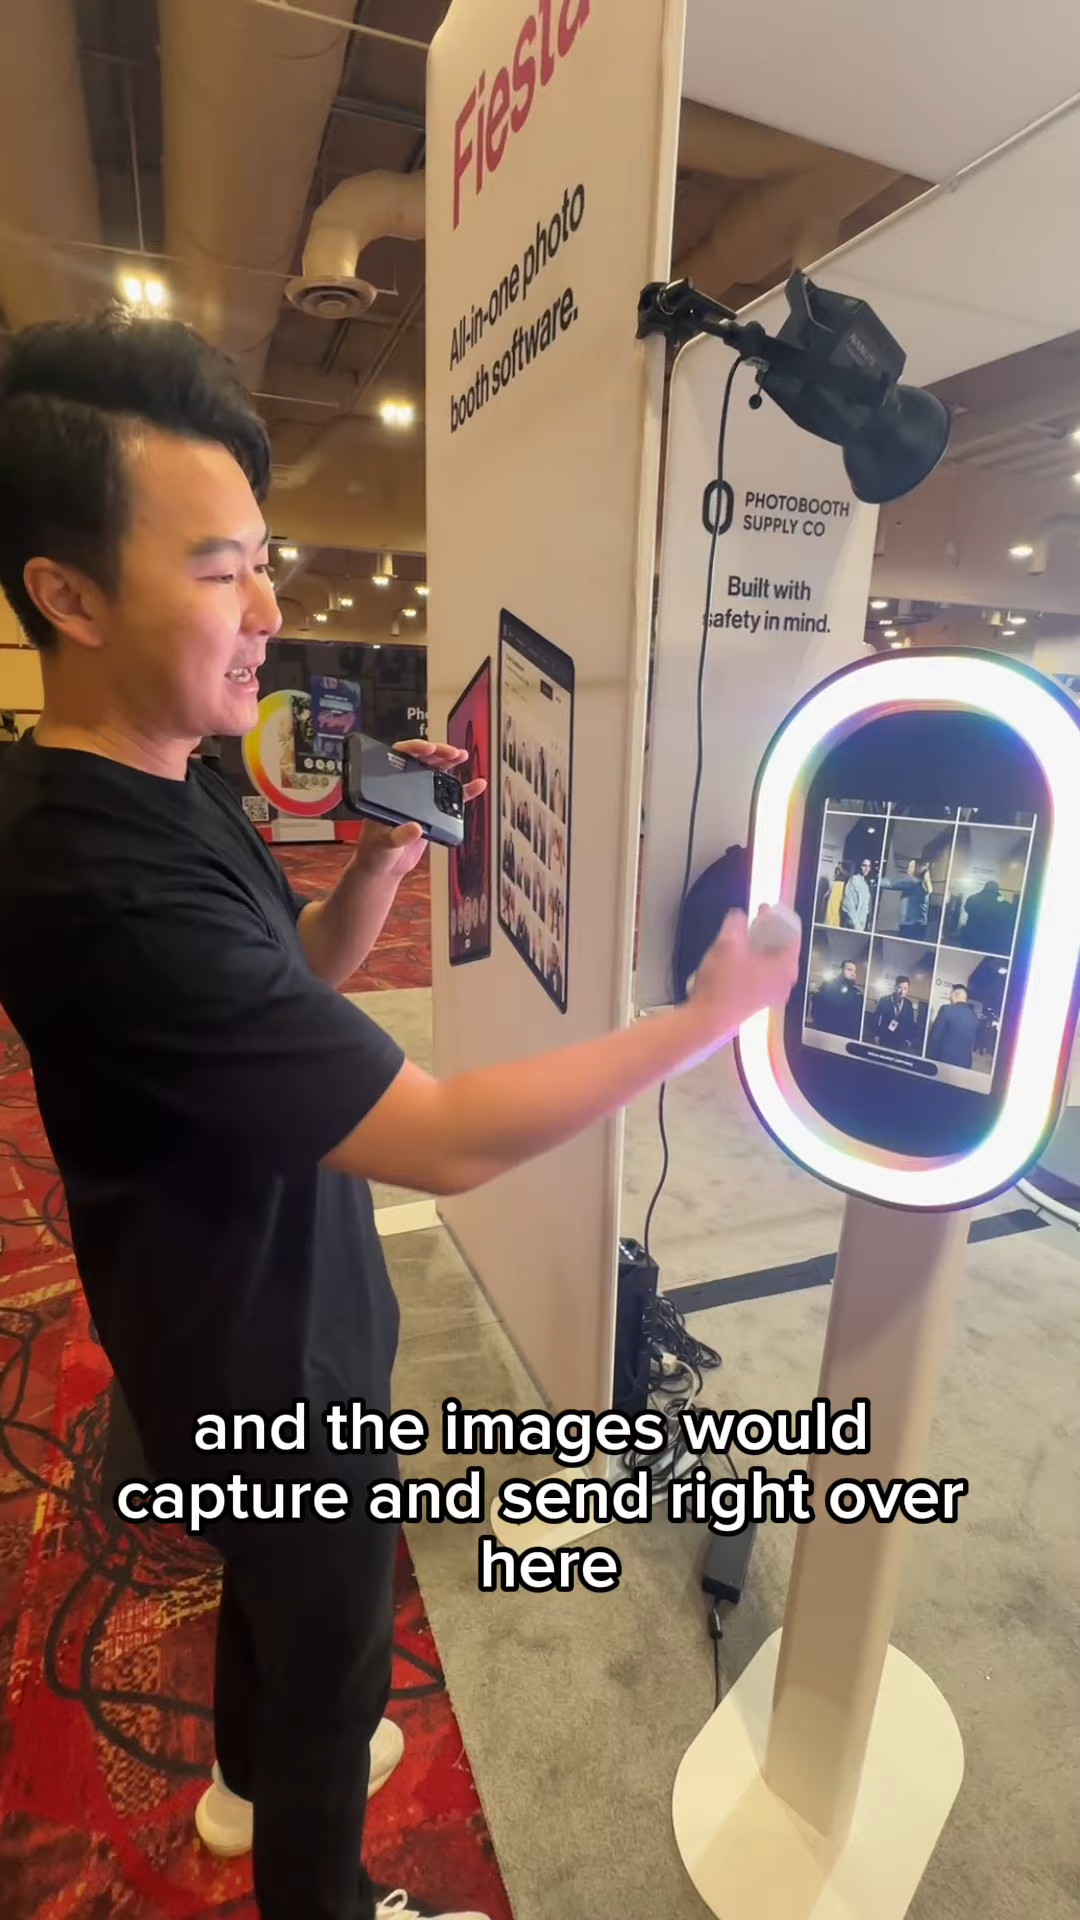 Fiesta
All-in-one photo
booth software.
PHOTOBOOTH
SUPPLY CO
Built with
safety in mind.
and the images would
capture and send right over
here